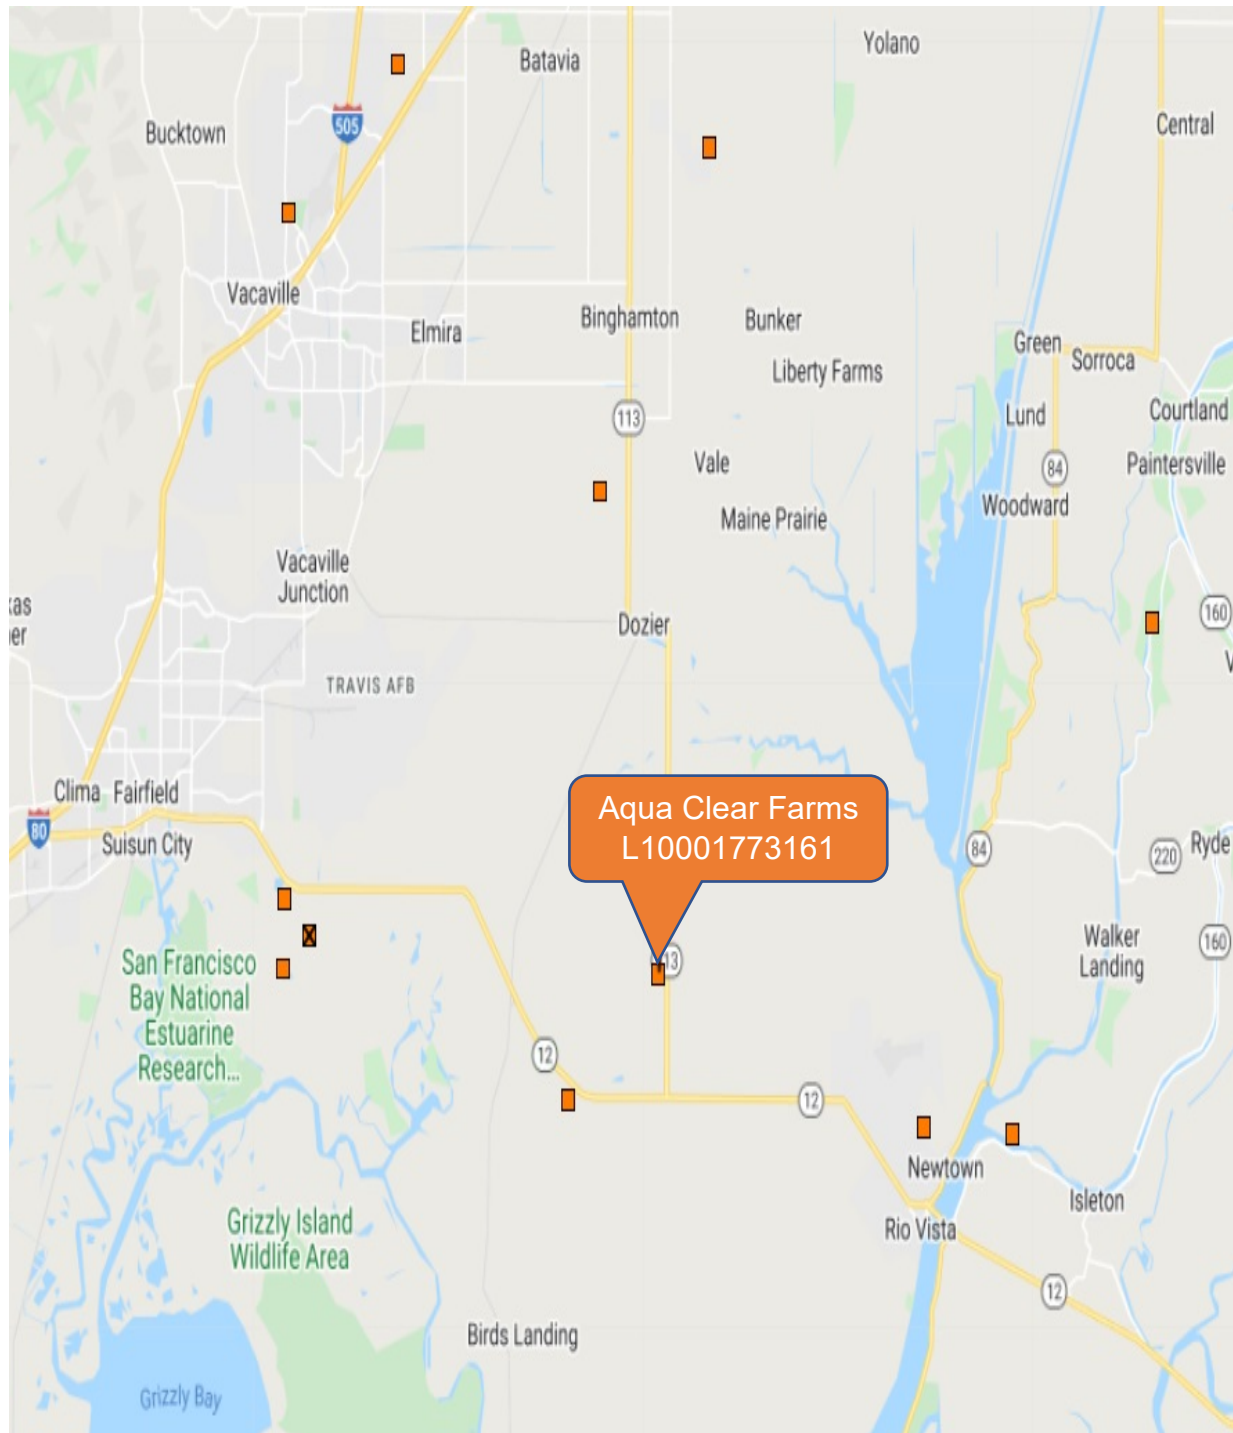 Yolano
Batavia
505
Bucktown
Central
Vacaville
Binghamton
Bunker
Elmira
Green
Sorroca
Liberty Farms
113
Lund
Courtland
Vale
84
Paintersville
Woodward
Maine Prairie
Vacaville
Junction
160
Dozier
TRAVIS AFB
Clima
Fairfield
80
Suisun City
Aqua Clear Farms
L10001773161
84
220
Ryde
Walker
Landing
160
San Francisco
Bay National
Estuarine
Research...
12
12
Newtown
Isleton
Rio Vista
Grizzly Island
Wildlife Area
12
Birds Landing
Grizzly Bay